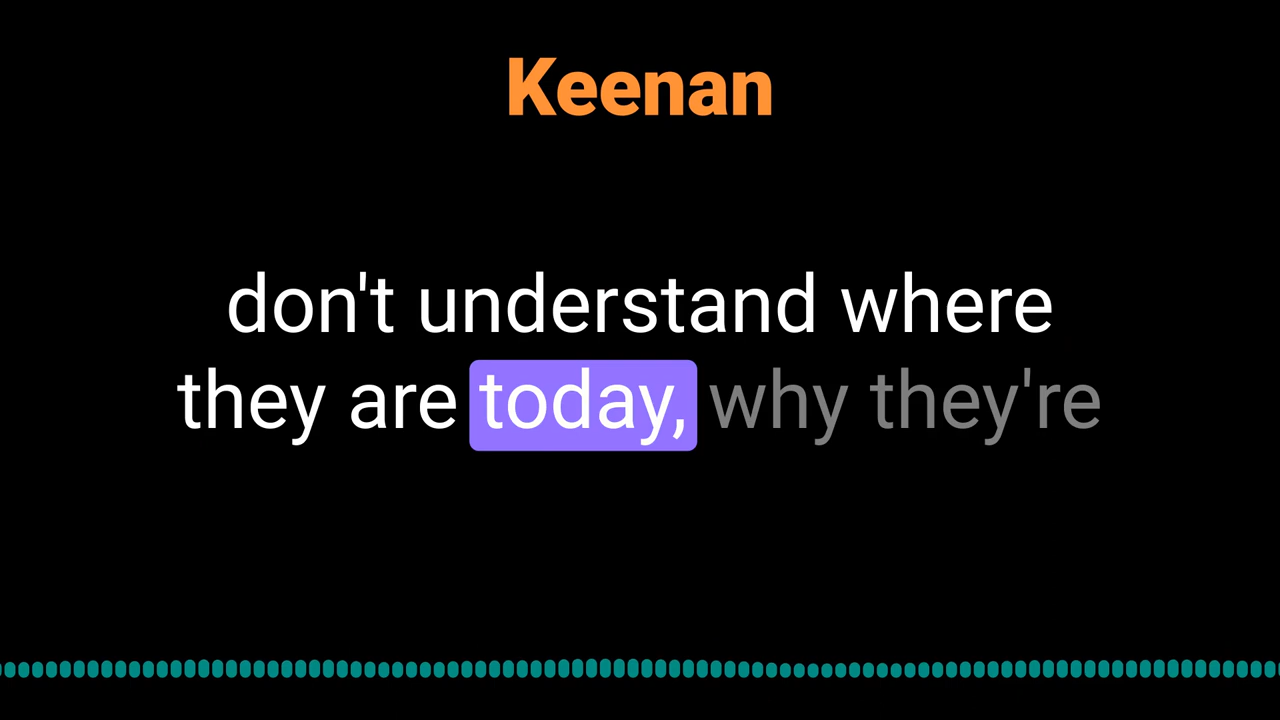 Keenan
don't understand where
they are today, why they're